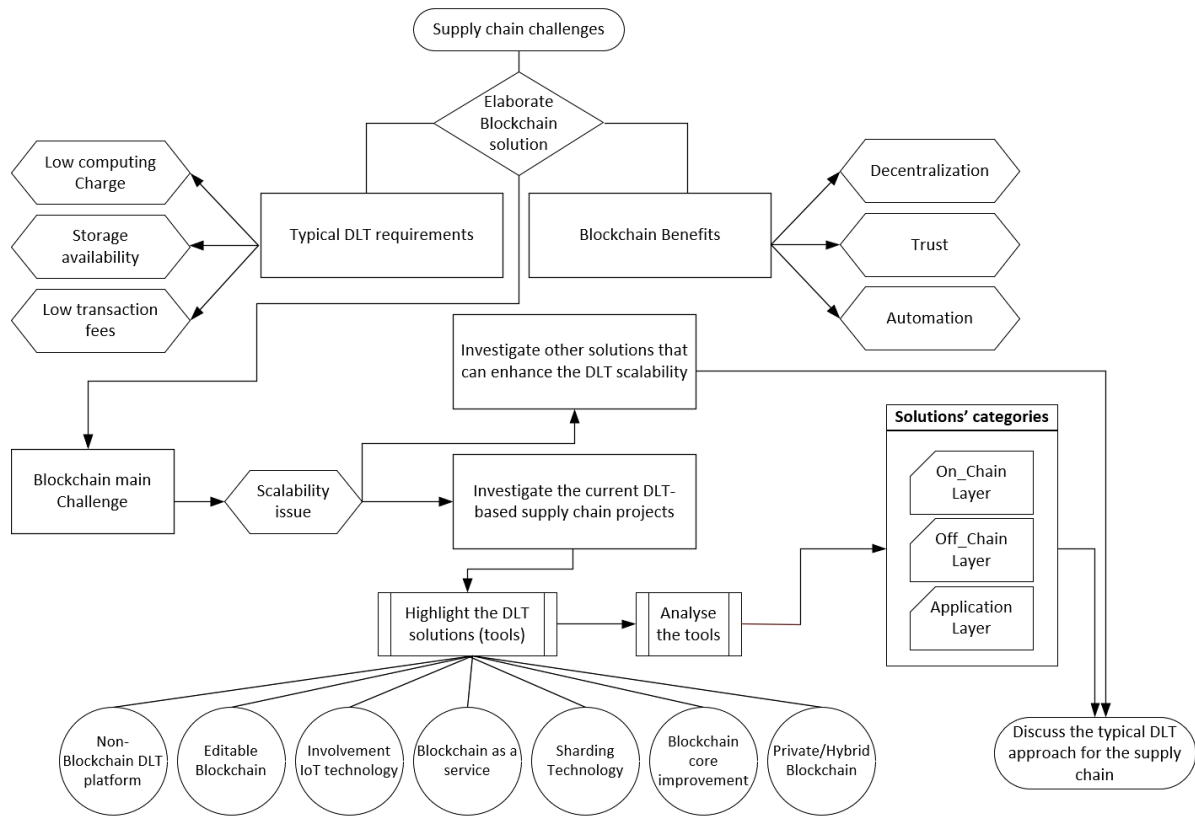 Supply chain challenges
Elaborate
Blockchain
solution
Low computing
Charge
Storage
availability
Low transaction
fees
Typical DLT requirements
Blockchain Benefits
Decentralization
Trust
Automation
Investigate other solutions that
can enhance the DLT scalability
Blockchain main
Challenge
Scalability
issue
Investigate the current DLT-
based supply chain projects
Solutions’ categories
On_Chain
Layer
Off_Chain
Layer
Application
Layer
Highlight the DLT
solutions (tools)
Analyse
the tools
Non-
Blockchain DLT
platform
Editable
Blockchain
Involvement
IoT technology
Blockchain as a
service
Sharding
Technology
Blockchain
core
improvement
Private/Hybrid
Blockchain
Discuss the typical DLT
approach for the supply
chain